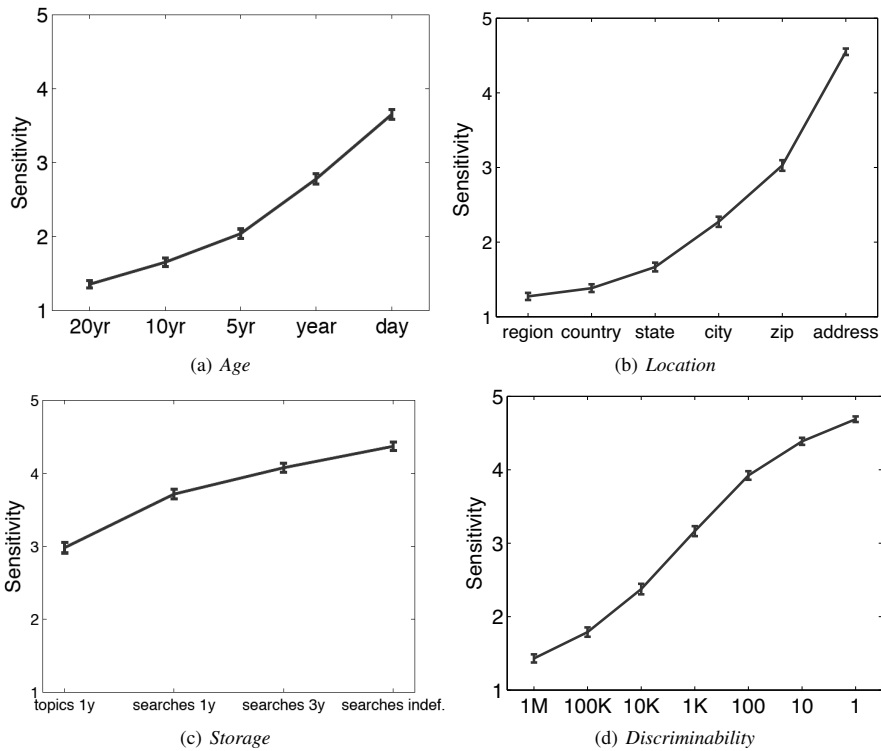 5
4
3
2
1
Sensitivity
20yr 10yr 5yr year day
(a) Age
5
4
3
2
1
Sensitivity
region country state city zip address
(b) Location
5
4
3
2
1
Sensitivity
topics 1y searches 1y searches 3y searches indef.
(c) Storage
5
4
3
2
1
Sensitivity
1M 100K 10K 1K 100 10 1
(d) Discriminability